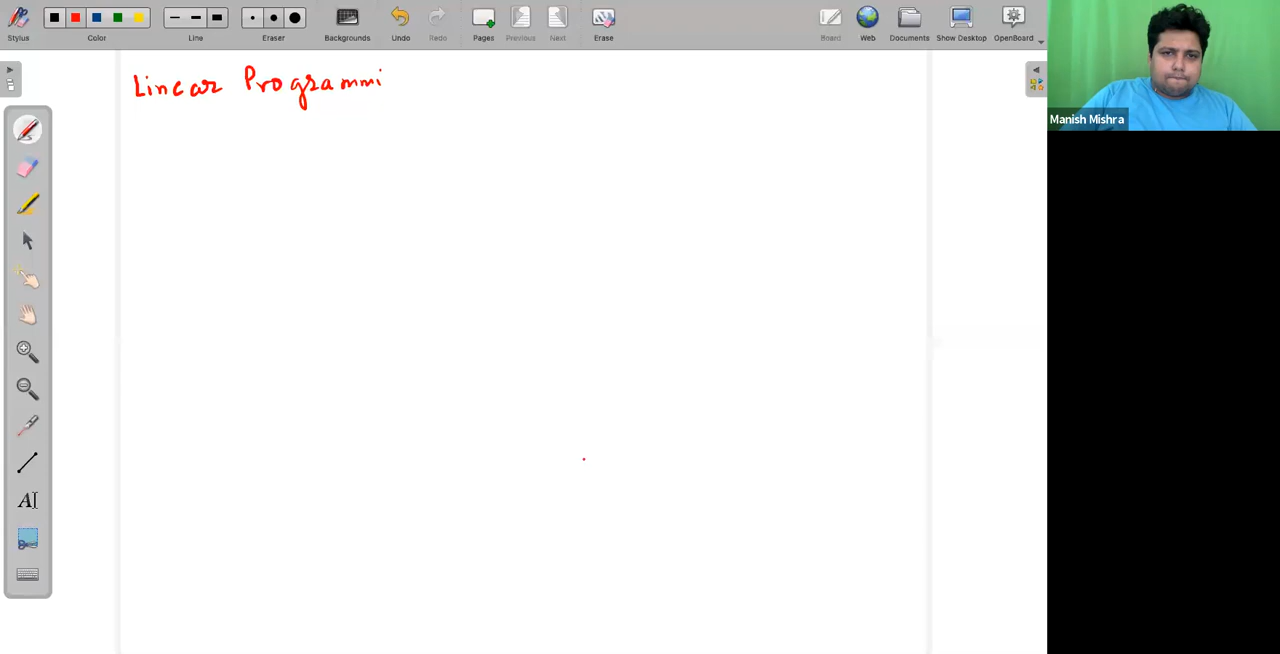 Stylus Color Line Eraser Backgrounds Undo Redo Pages Previous Next Erase Board Web Documents Show Desktop OpenBoard
Linear Programmi
Manish Mishra
A